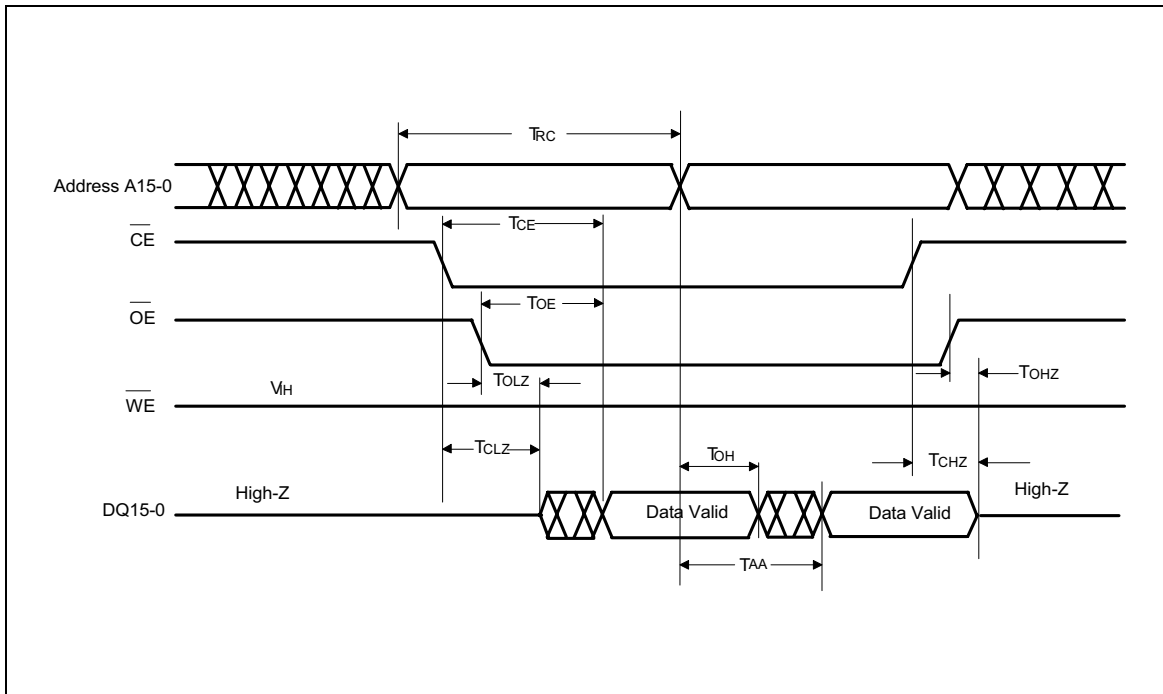 TRC
Address A15-0
TCE
CE
TOE
OE
TOLZ
TOHZ
VIH
WE
TCLZ
TOH
TCHZ
High-Z
High-Z
DQ15-0
Data Valid
Data Valid
TAA